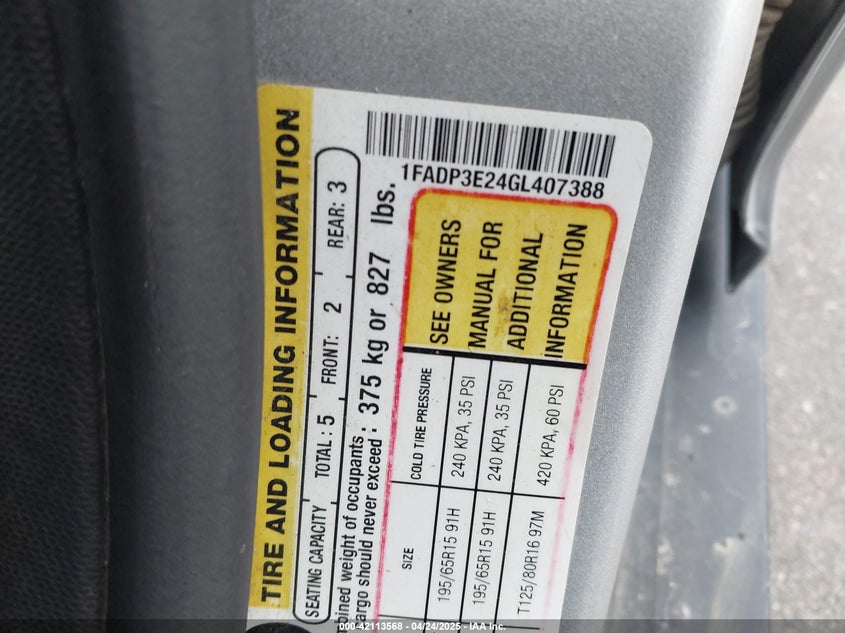 TIRE AND LOADING INFORMATION
SEATING CAPACITY TOTAL : 5 FRONT: 2 REAR: 3
bined weight of occupants
argo should never exceed : 375 kg or 827 lbs.
1FADP3E24GL407388
SIZE COLD TIRE PRESSURE
195/65R15 91H 240 KPA, 35 PSI
195/65R15 91H 240 KPA, 35 PSI
T125/80R16 97M 420 KPA, 60 PSI
SEE OWNERS
MANUAL FOR
ADDITIONAL
INFORMATION
000-42113568 - 04/24/2025 - IAA Inc.